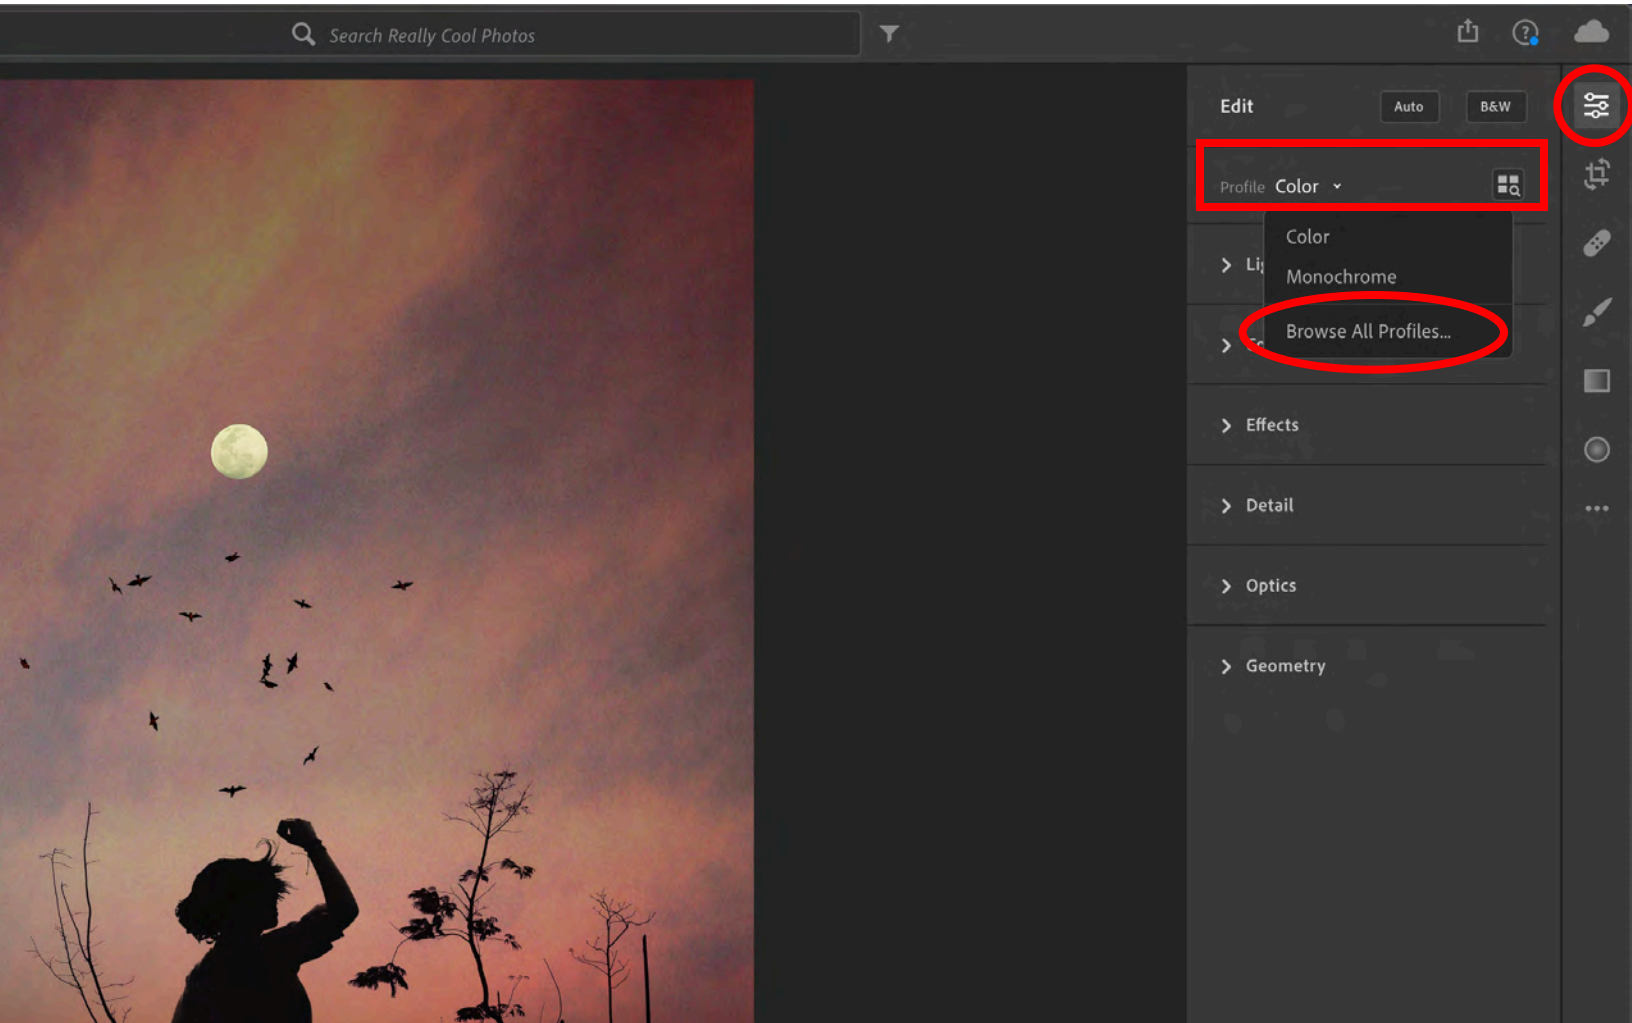 Search Really Cool Photos
Edit
Auto
B&W
Profile Color
Color
Monochrome
Browse All Profiles...
Effects
Detail
Optics
Geometry